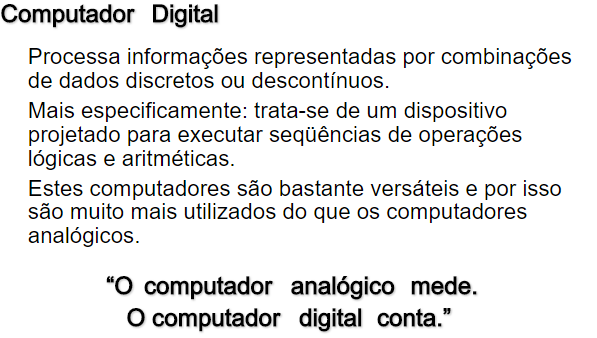 Computador Digital
Processa informações representadas por combinações
de dados discretos ou descontínuos.
Mais especificamente: trata-se de um dispositivo
projetado para executar seqüências de operações
lógicas e aritméticas.
Estes computadores são bastante versáteis e por isso
são muito mais utilizados do que os computadores
analógicos.
“O computador analógico mede.
O computador digital conta.”